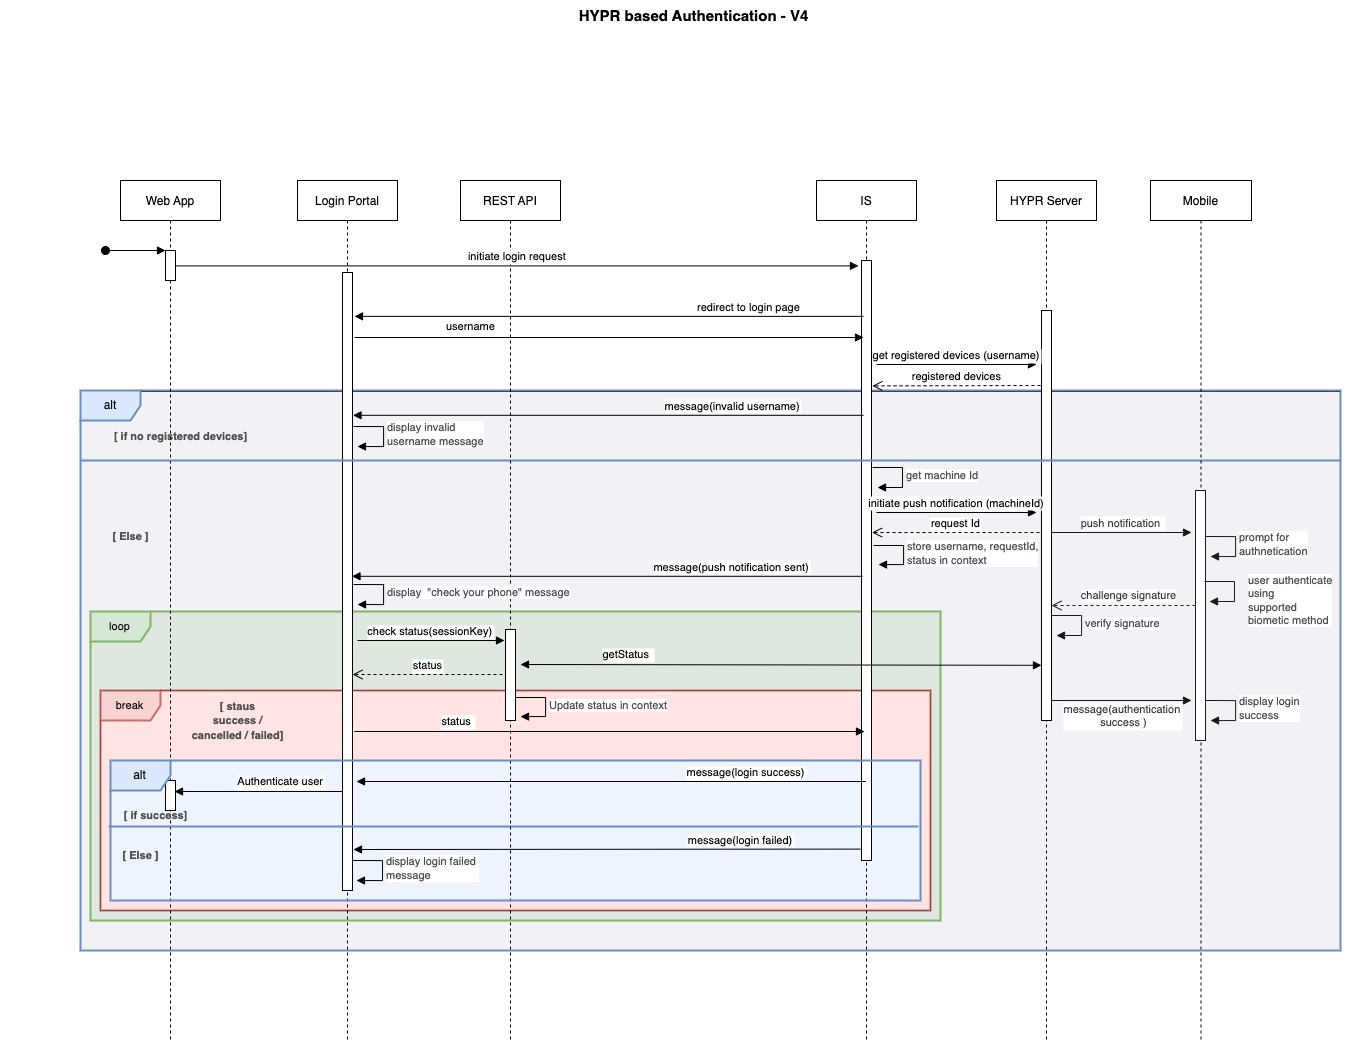 HYPR based Authentication - V4
Web App
Login Portal
REST API
IS
HYPR Server
Mobile
initiate login request
redirect to login page
username
get registered devices (username)
registered devices
alt
message(invalid username)
[ if no registered devices]
display invalid
username message
get machine Id
initiate push notification (machineId)
request Id
push notification
[ Else ]
prompt for
authnetication
store username, requestId,
status in context
message(push notification sent)
display  "check your phone" message
user authenticate
using
supported
biometic method
challenge signature
verify signature
loop
check status(sessionKey)
getStatus
status
break
[ staus
success /
cancelled / failed]
Update status in context
status
message(authentication
success )
display login
success
alt
message(login success)
Authenticate user
[ if success]
message(login failed)
[ Else ]
display login failed
message